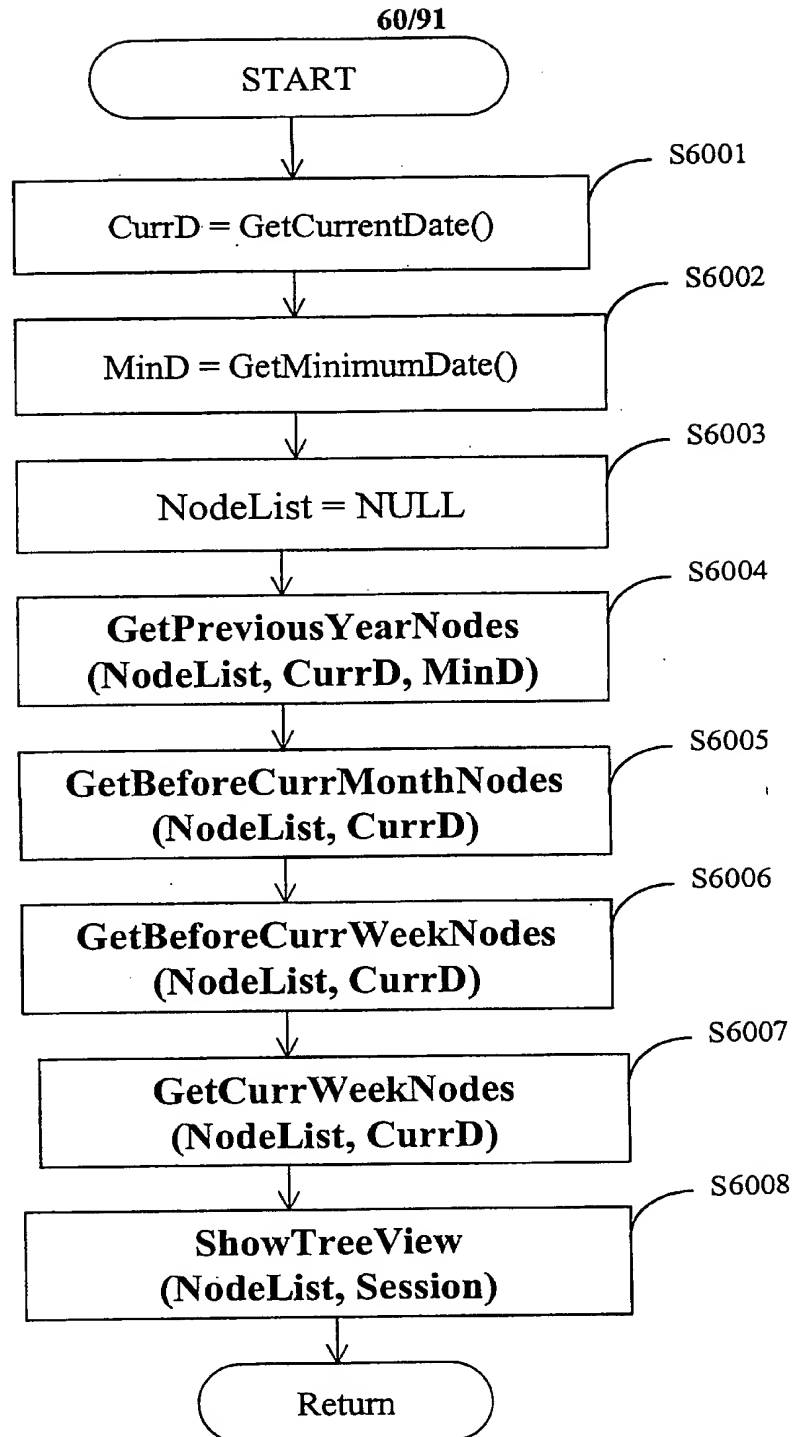 60/91
START
S6001
CurrD = GetCurrentDate()
S6002
MinD = GetMinimumDate()
S6003
NodeList = NULL
S6004
GetPreviousYearNodes
(NodeList, CurrD, MinD)
S6005
GetBeforeCurrMonthNodes
(NodeList, CurrD)
S6006
GetBeforeCurrWeekNodes
(NodeList, CurrD)
S6007
GetCurrWeekNodes
(NodeList, CurrD)
S6008
ShowTreeView
(NodeList, Session)
Return